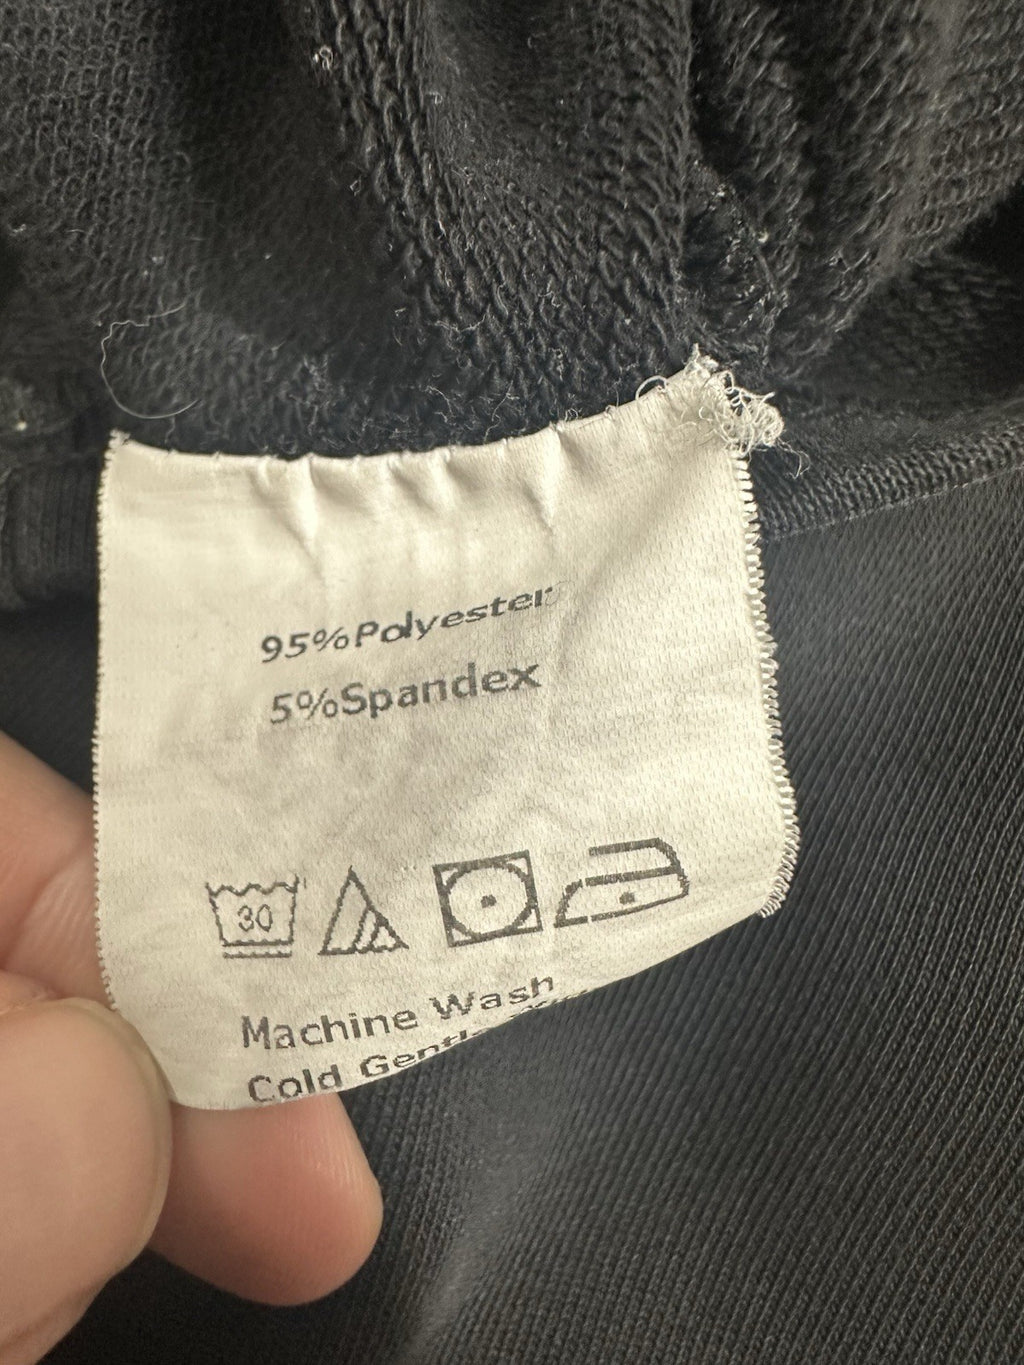 95%Polyester
5%Spandex
30
Machine Wash
Cold Gentle